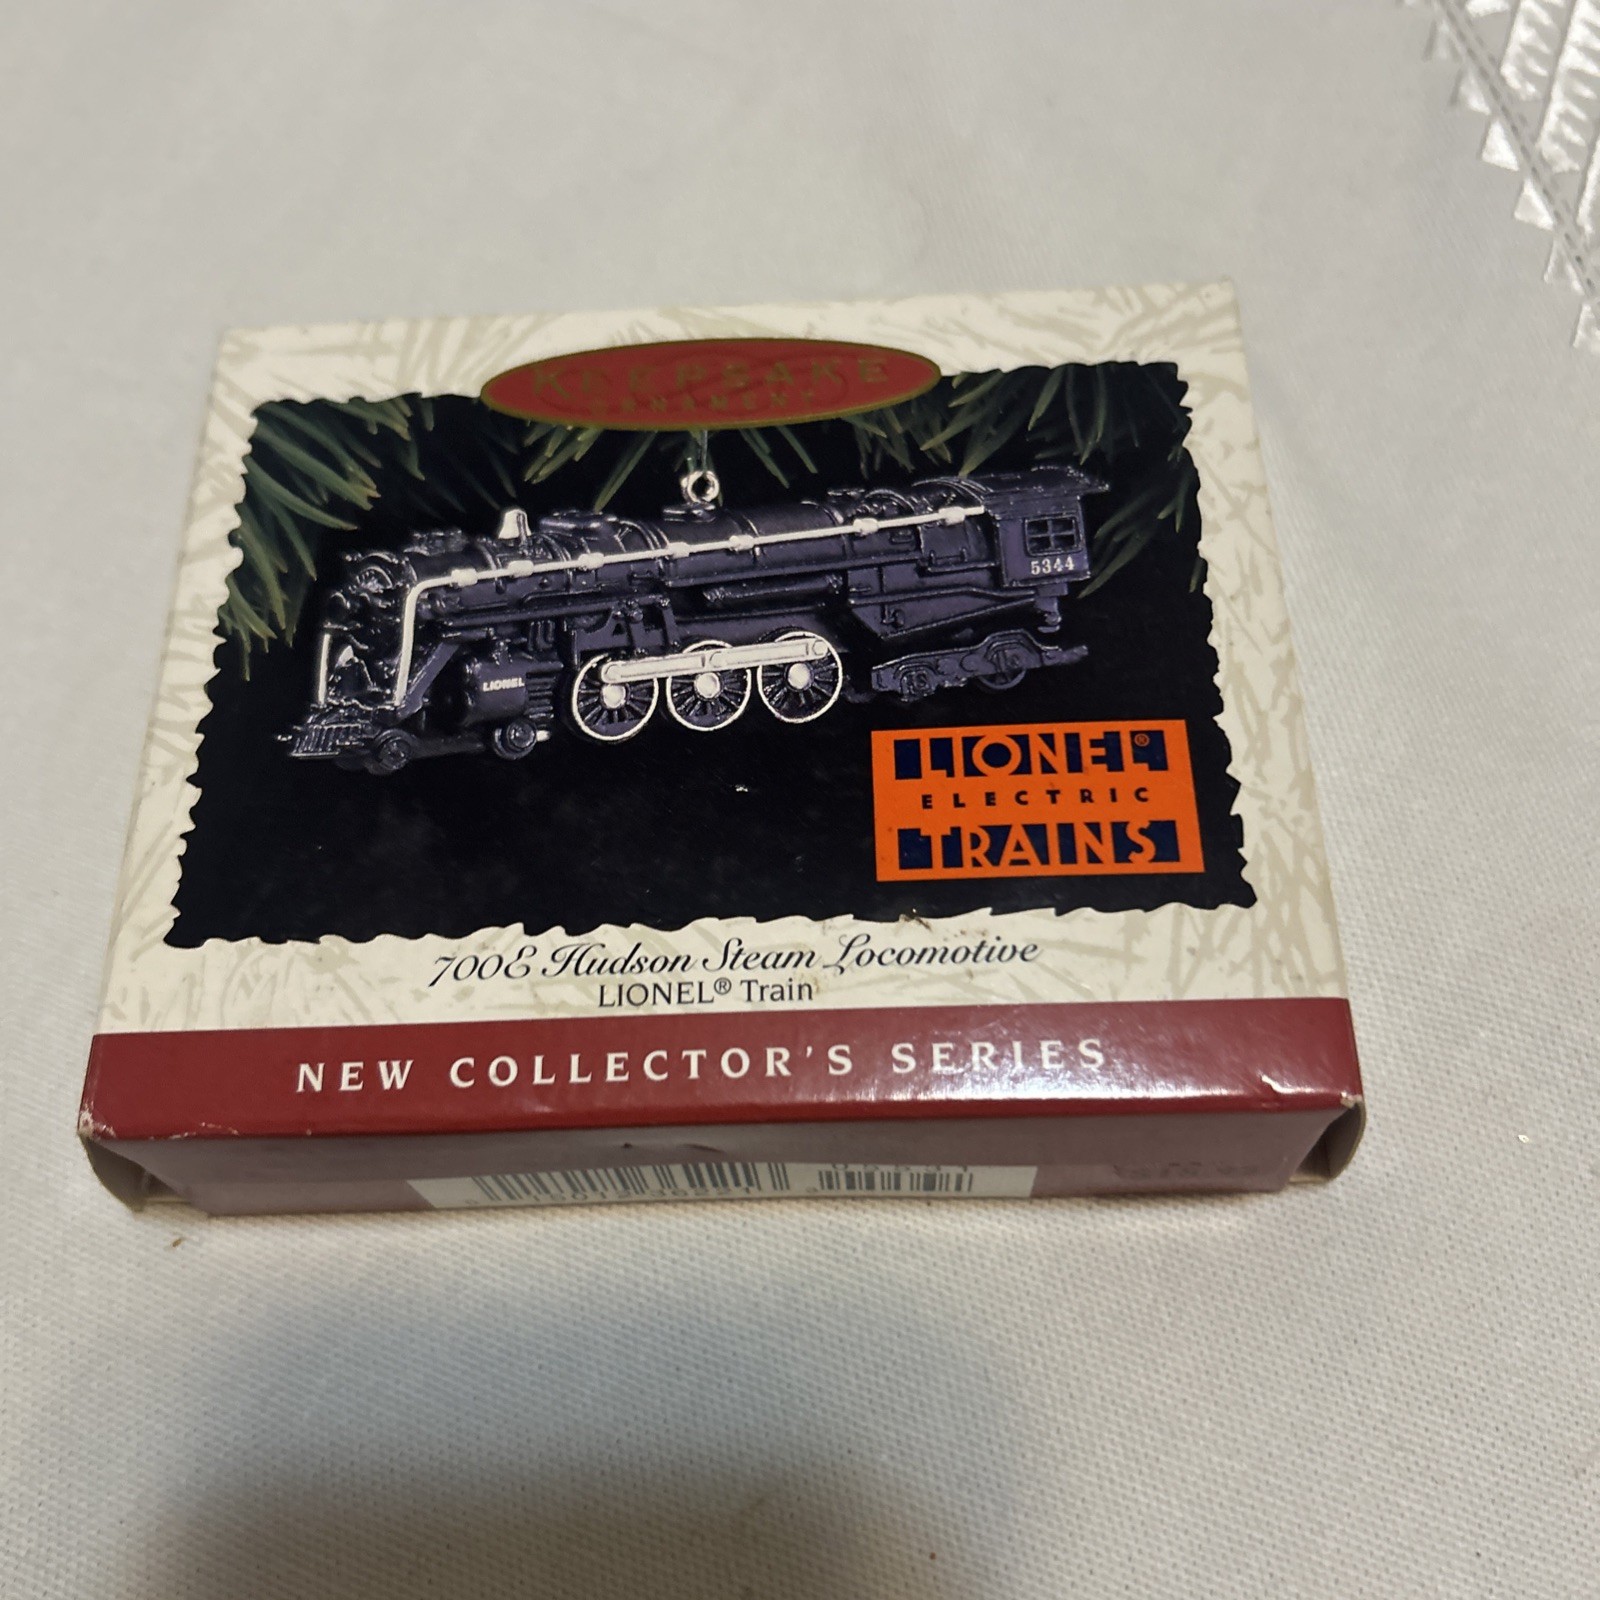 KEEPSAKE
ORNAMENT
5344
LIONEL
LIONEL®
ELECTRIC
TRAINS
700E Hudson Steam Locomotive
LIONEL® Train
NEW COLLECTOR'S SERIES